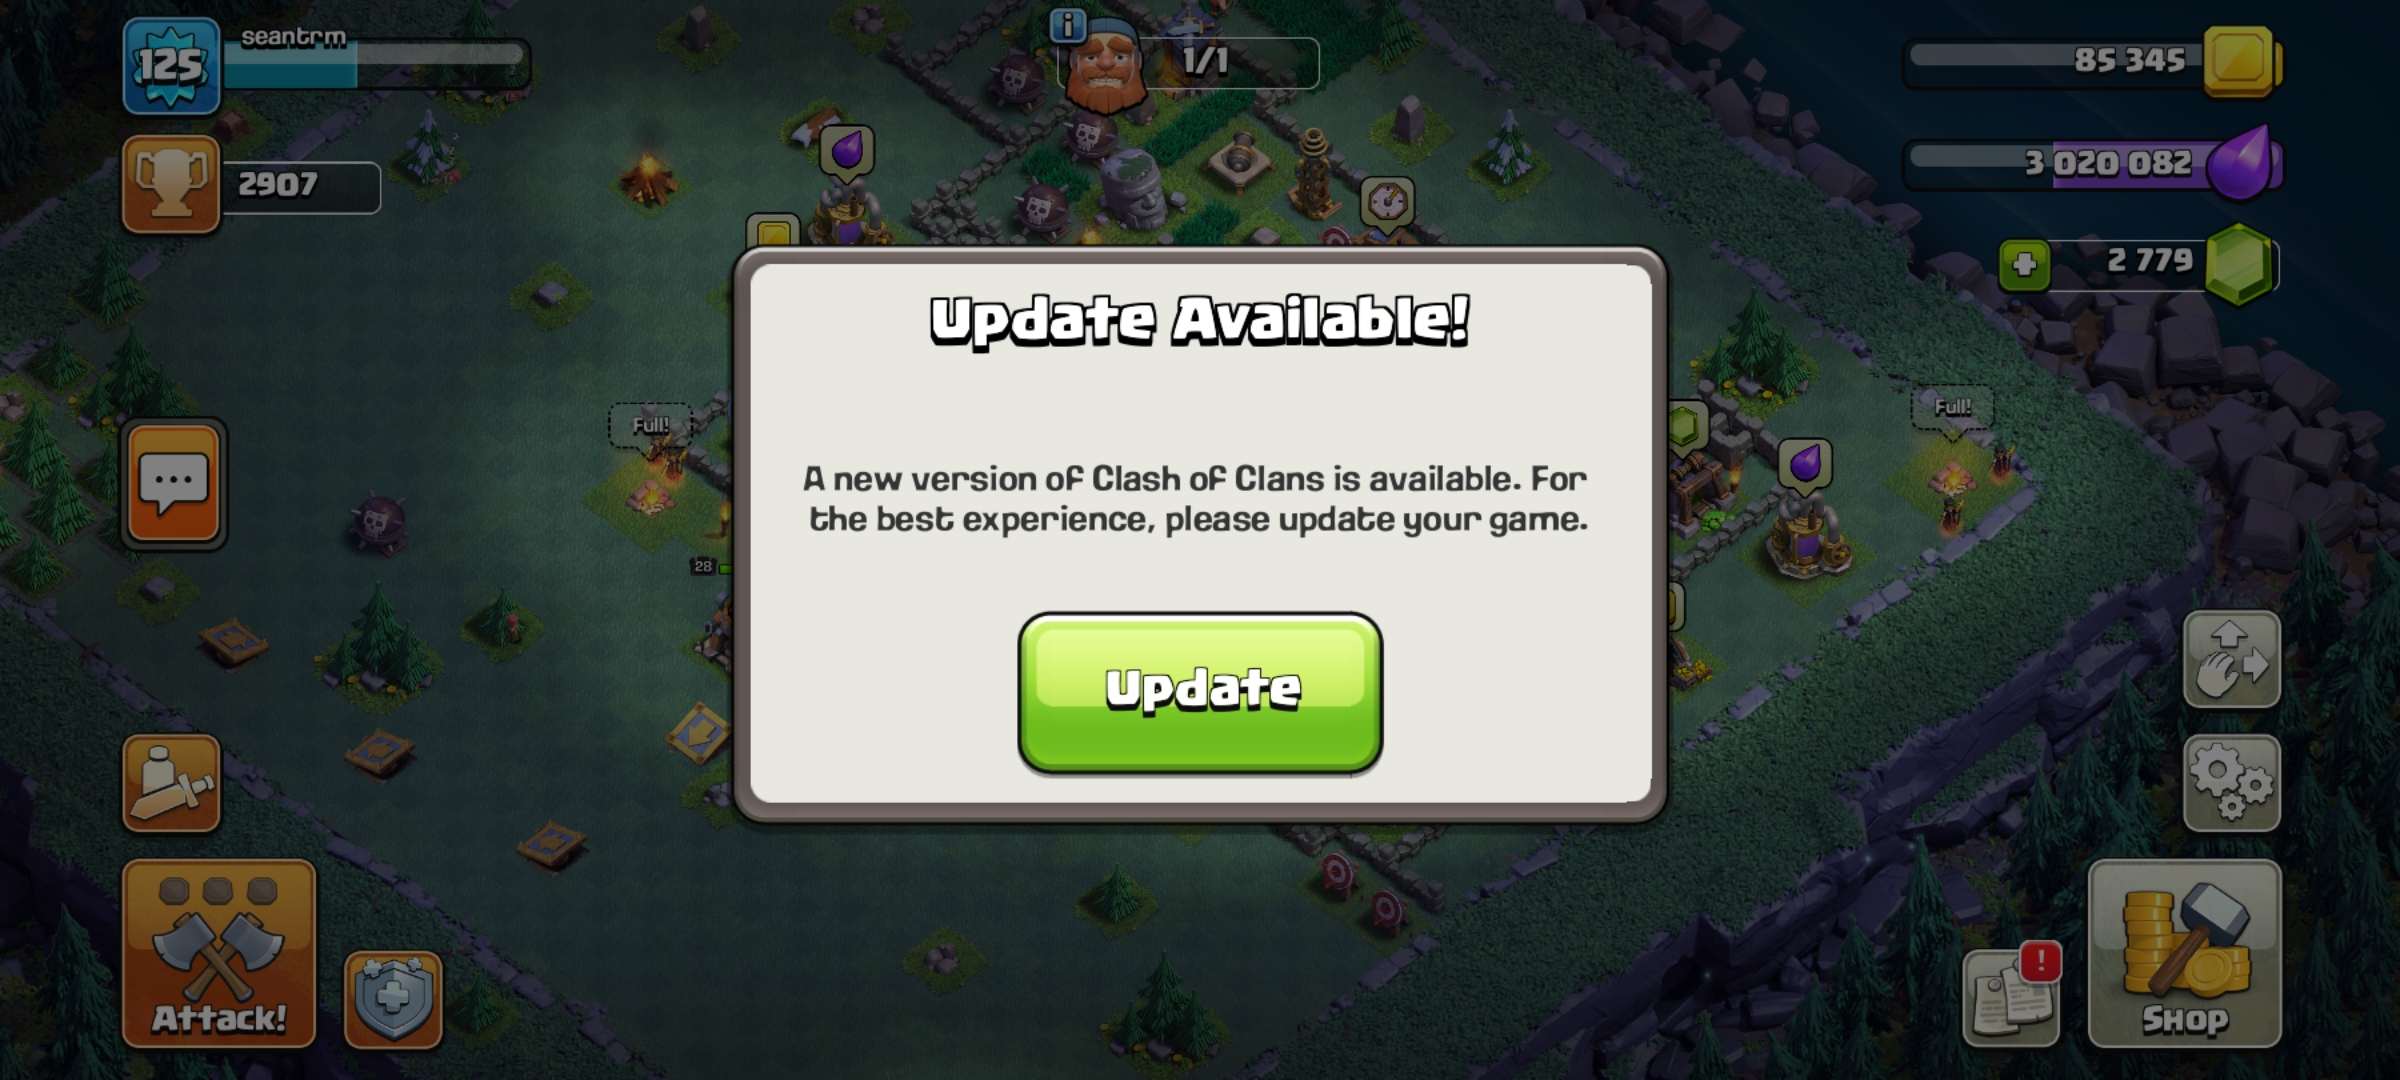 125
seantrm
1/1
85 345
2907
3 020 082
2 779
Update Available!
Full!
Full!
A new version of Clash of Clans is available. For
the best experience, please update your game.
28
Update
!
Attack!
Shop